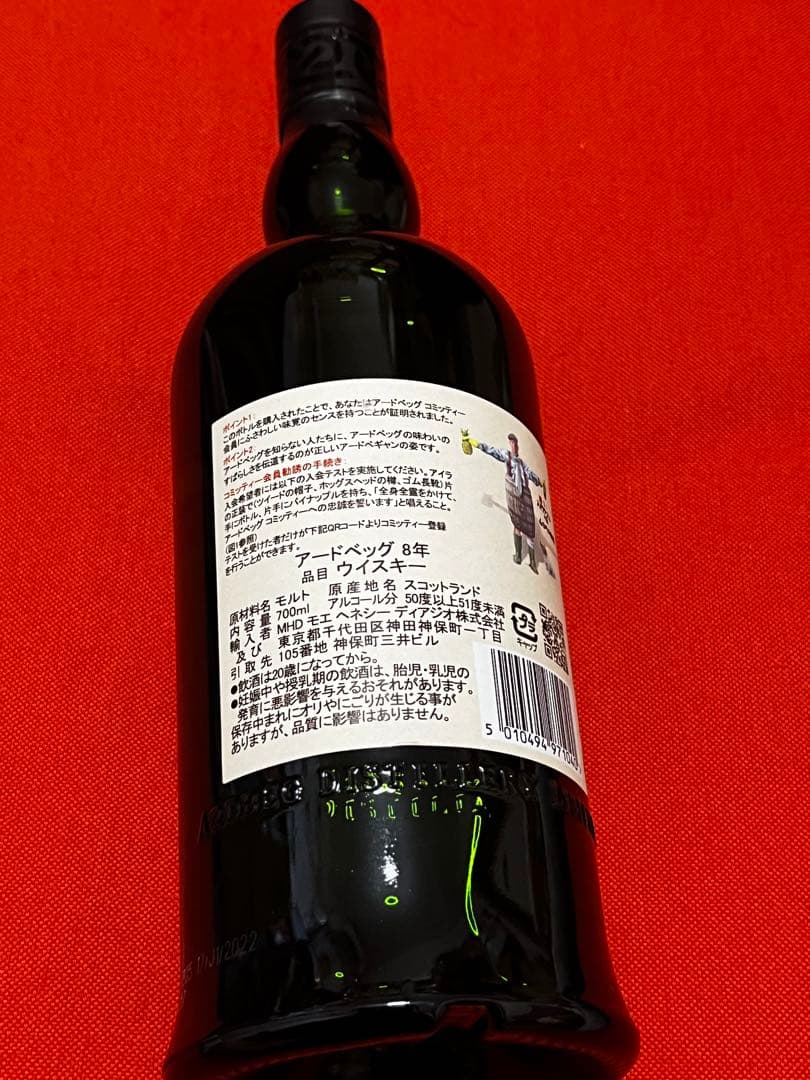 ポイント1:
このボトルを購入されたことで、あなたはアードベッグ コミッティー
会員にふさわしい味覚のセンスを持つことが証明されました。
ポイント2:
アードベッグを知らない人たちに、アードベッグの味わいの
すばらしさを伝道するのが正しいアードベギャンの姿です。
コミッティー会員勧誘の手続き:
入会希望者には以下の入会テストを実施してください。アイラ
の正装で(ツイードの帽子、ホッグスヘッドの樽、ゴム長靴)片
手にボトル、片手にパイナップルを持ち、「全身全霊をかけて、
アードベッグ コミッティーへの忠誠を誓います」と唱えること。
(図1参照)
テストを受けた者だけが下記QRコードよりコミッティー登録
を行うことができます。
アードベッグ 8年
品目 ウイスキー
原材料名 モルト 原産地名 スコットランド
内容量 700ml アルコール分 50度以上51度未満
輸入者 MHD モエ ヘネシー ディアジオ株式会社
及び 東京都千代田区神田神保町一丁目
引取先 105番地 神保町三井ビル
●飲酒は20歳になってから。
●妊娠中や授乳期の飲酒は、胎児・乳児の
発育に悪影響を与えるおそれがあります。
保存中まれにオリやにごりが生じる事が
ありますが、品質に影響はありません。
プラ
キャップ
5 010494 97104
ARDBEG DISTILLERY
/2022